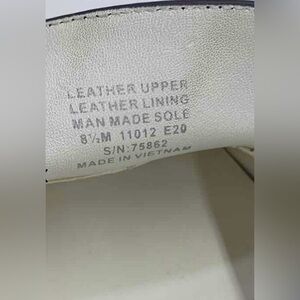 LEATHER UPPER
LEATHER LINING
MAN MADE SOLE
8½M 11012 E20
S/N:75862
MADE IN VIETNAM